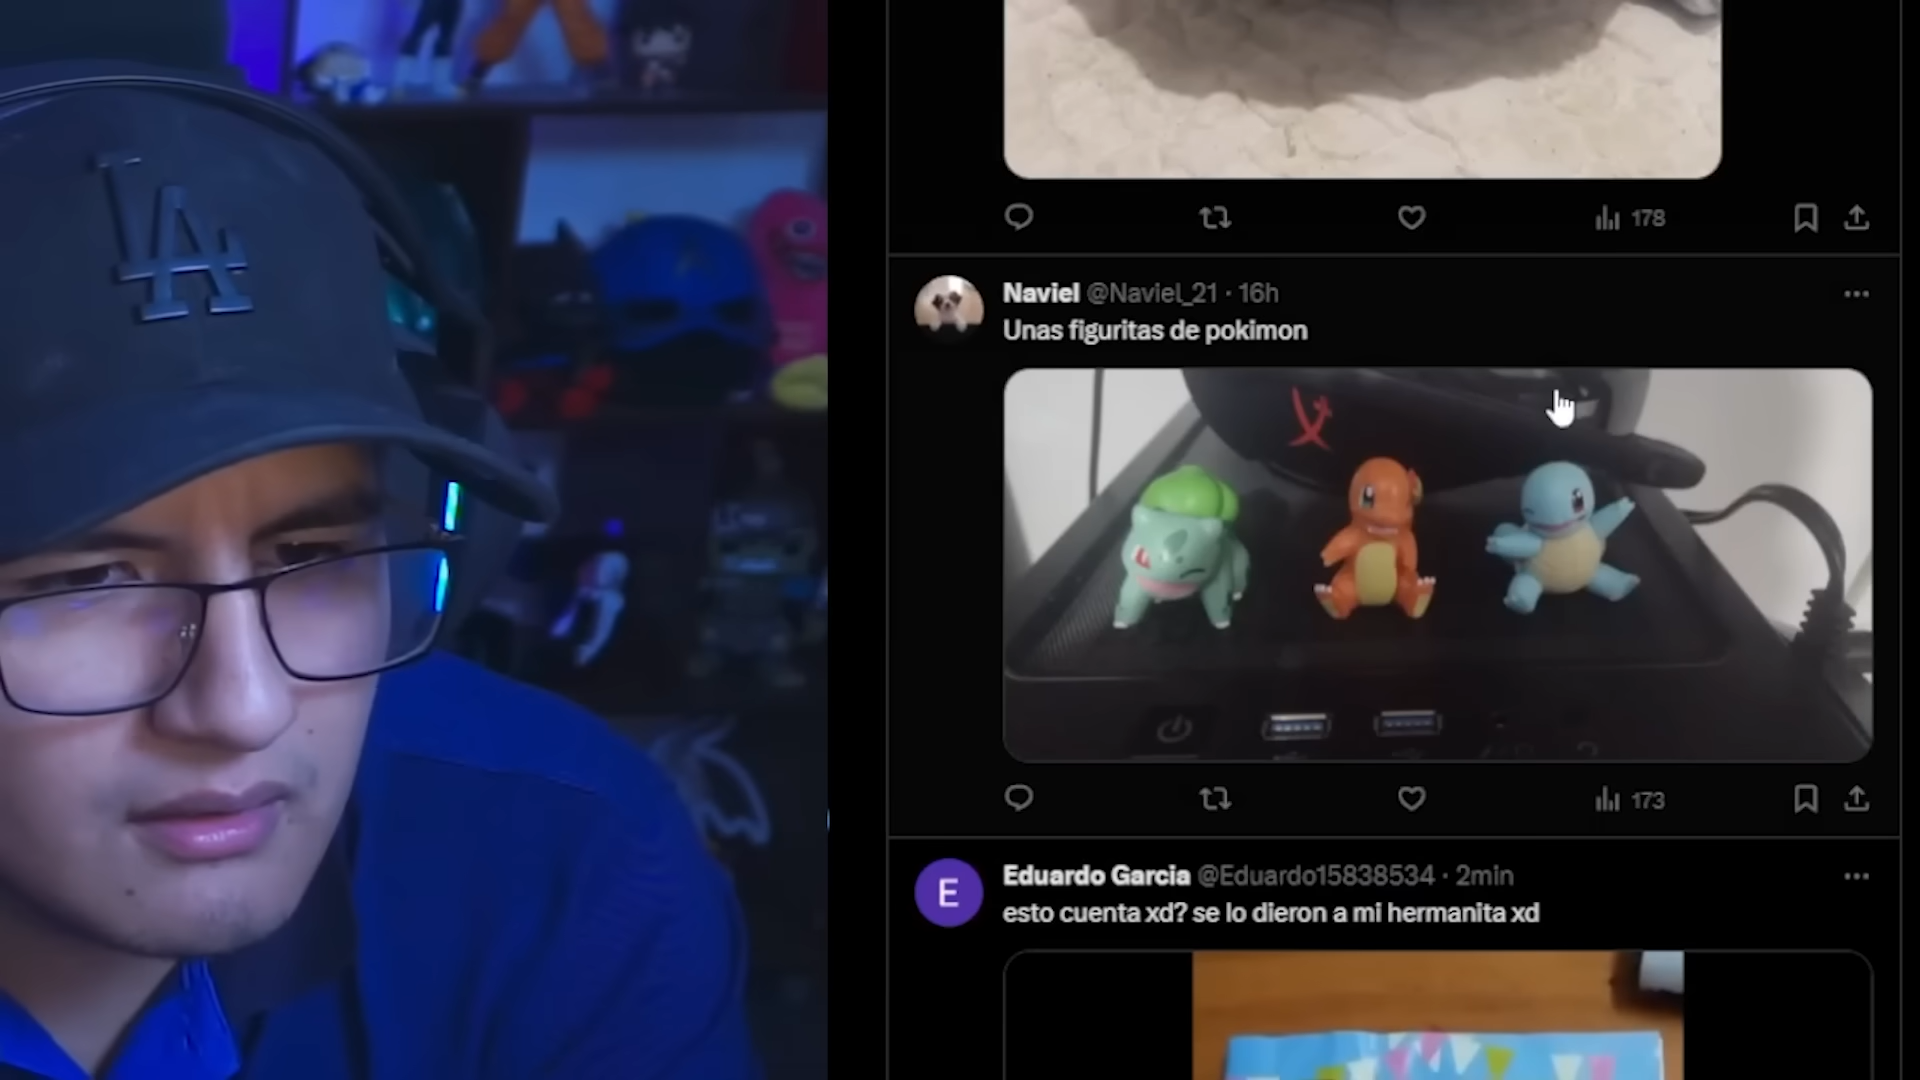 LA
178
Naviel @Naviel_21 · 16h
Unas figuritas de pokimon
173
E
Eduardo Garcia @Eduardo15838534 · 2min
esto cuenta xd? se lo dieron a mi hermanita xd